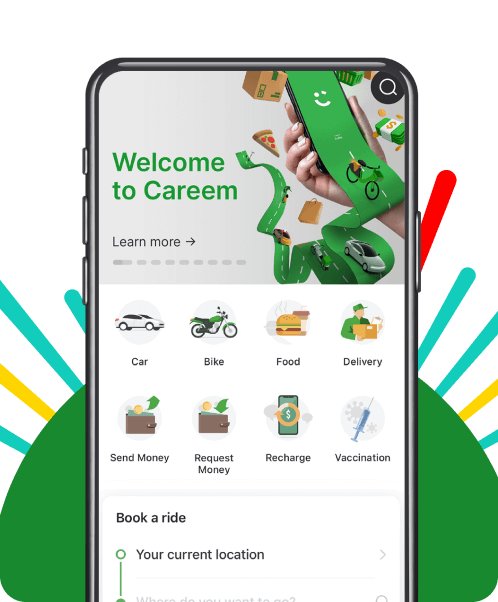 Welcome
to Careem
Learn more →
Car
Bike
Food
Delivery
Send Money
Request
Money
Recharge
Vaccination
Book a ride
Your current location
Where do you want to go?